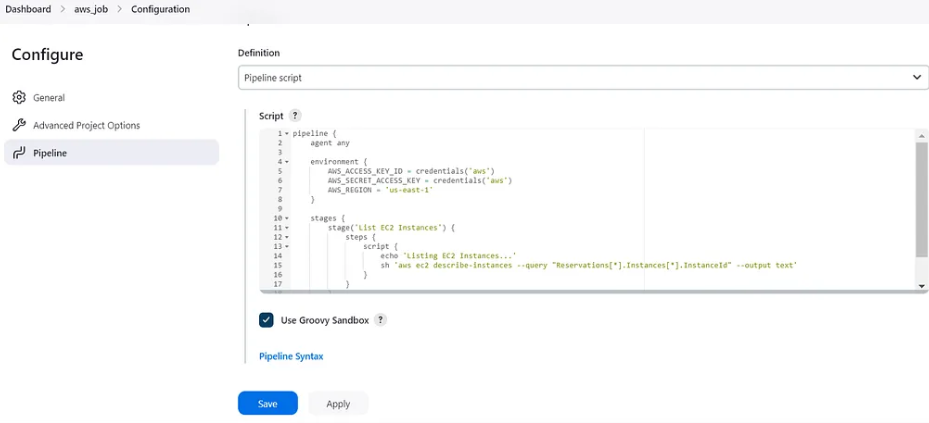 Dashboard > aws_job > Configuration
Configure
General
Advanced Project Options
Pipeline
Definition
Pipeline script
Script ?
1 pipeline {
2     agent any
3
4     environment {
5         AWS_ACCESS_KEY_ID = credentials('aws')
6         AWS_SECRET_ACCESS_KEY = credentials('aws')
7         AWS_REGION = 'us-east-1'
8     }
9
10     stages {
11         stage('List EC2 Instances') {
12             steps {
13                 script {
14                     echo 'Listing EC2 Instances...'
15                     sh 'aws ec2 describe-instances --query "Reservations[*].Instances[*].InstanceId" --output text'
16                 }
17             }
Use Groovy Sandbox ?
Pipeline Syntax
Save
Apply